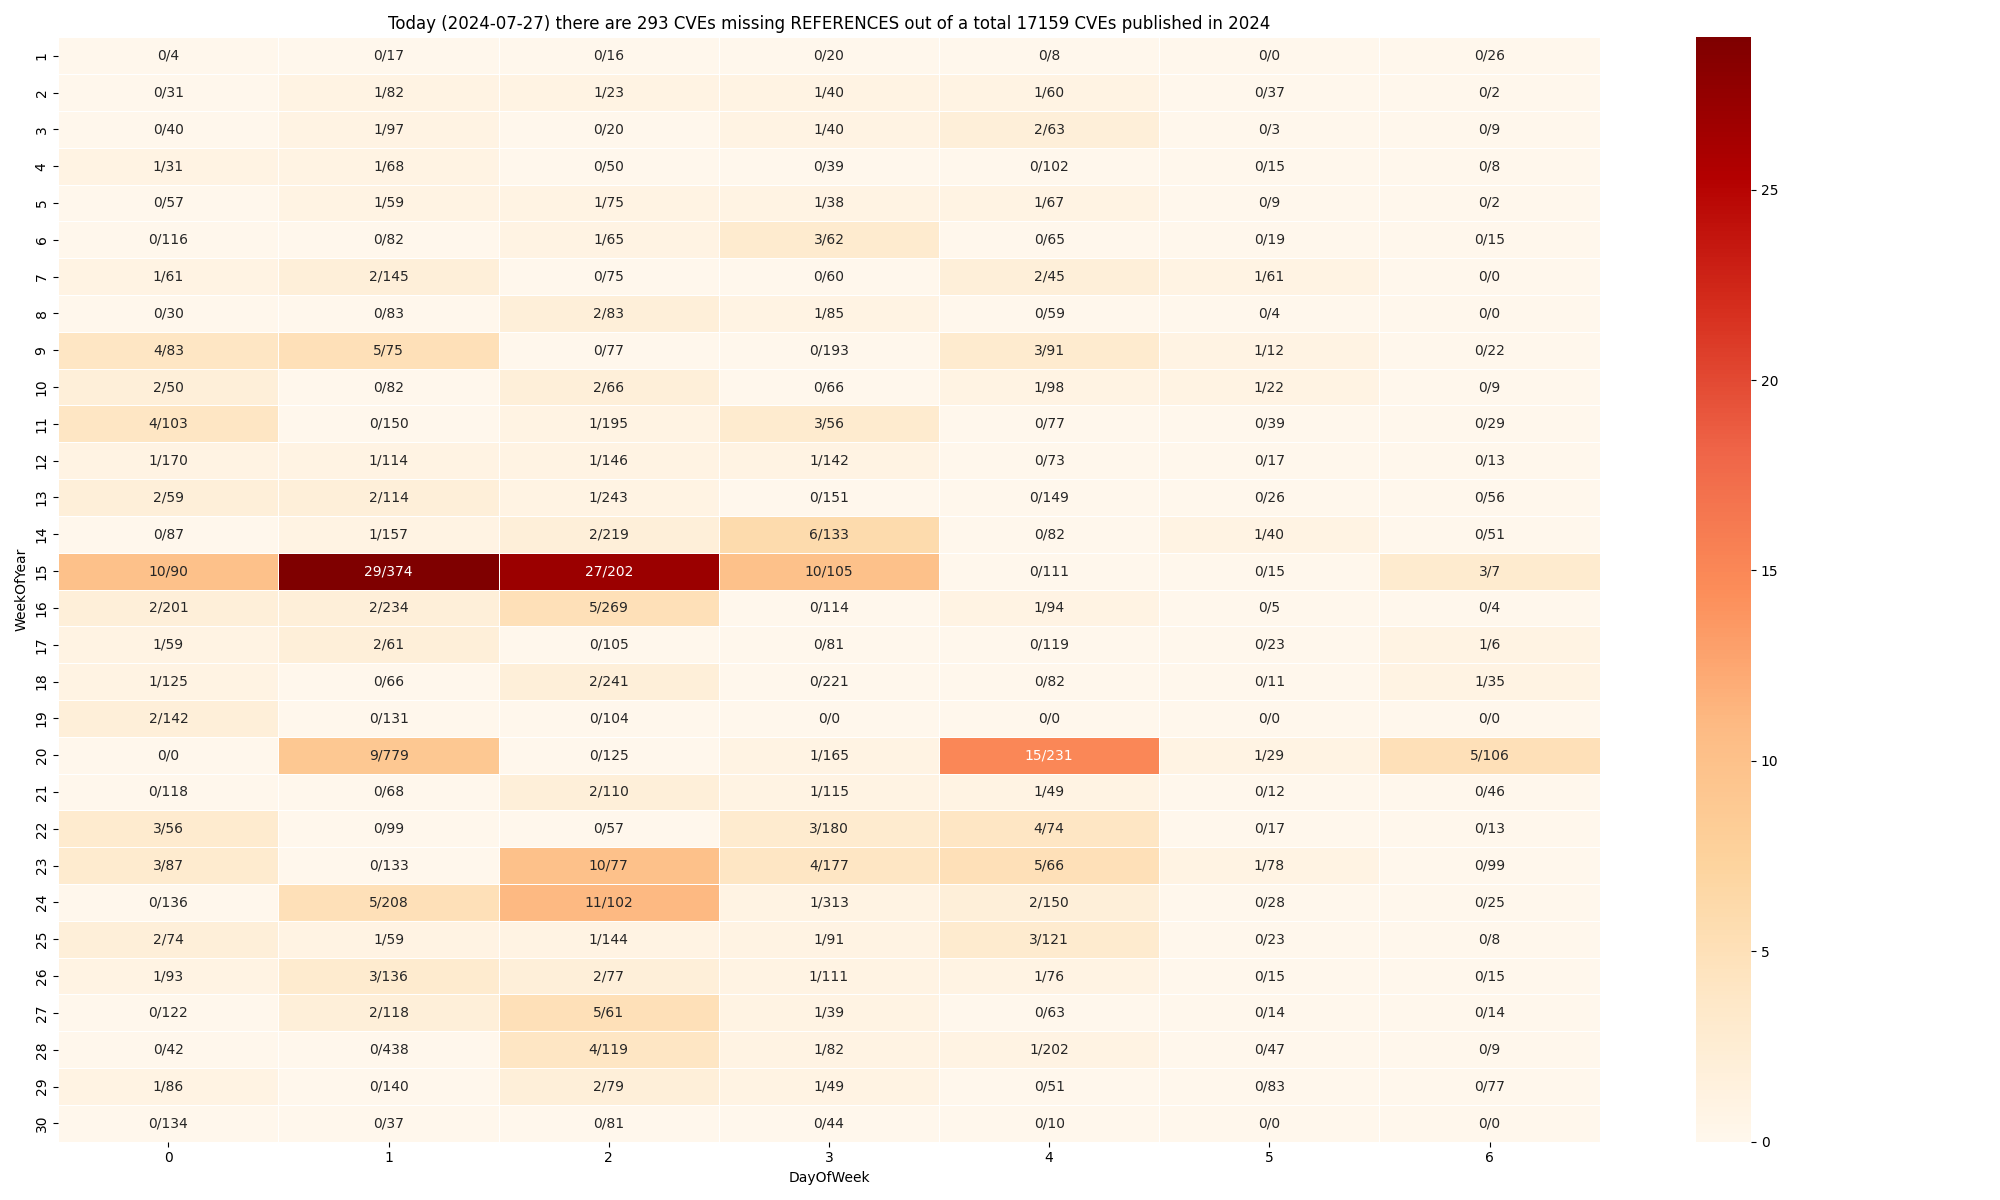 Today (2024-07-27) there are 293 CVEs missing REFERENCES out of a total 17159 CVEs published in 2024
1 0/4 0/17 0/16 0/20 0/8 0/0 0/26
2 0/31 1/82 1/23 1/40 1/60 0/37 0/2
3 0/40 1/97 0/20 1/40 2/63 0/3 0/9
4 1/31 1/68 0/50 0/39 0/102 0/15 0/8
5 0/57 1/59 1/75 1/38 1/67 0/9 0/2
6 0/116 0/82 1/65 3/62 0/65 0/19 0/15
7 1/61 2/145 0/75 0/60 2/45 1/61 0/0
8 0/30 0/83 2/83 1/85 0/59 0/4 0/0
9 4/83 5/75 0/77 0/193 3/91 1/12 0/22
10 2/50 0/82 2/66 0/66 1/98 1/22 0/9
11 4/103 0/150 1/195 3/56 0/77 0/39 0/29
12 1/170 1/114 1/146 1/142 0/73 0/17 0/13
13 2/59 2/114 1/243 0/151 0/149 0/26 0/56
14 0/87 1/157 2/219 6/133 0/82 1/40 0/51
15 10/90 29/374 27/202 10/105 0/111 0/15 3/7
16 2/201 2/234 5/269 0/114 1/94 0/5 0/4
17 1/59 2/61 0/105 0/81 0/119 0/23 1/6
18 1/125 0/66 2/241 0/221 0/82 0/11 1/35
19 2/142 0/131 0/104 0/0 0/0 0/0 0/0
20 0/0 9/779 0/125 1/165 15/231 1/29 5/106
21 0/118 0/68 2/110 1/115 1/49 0/12 0/46
22 3/56 0/99 0/57 3/180 4/74 0/17 0/13
23 3/87 0/133 10/77 4/177 5/66 1/78 0/99
24 0/136 5/208 11/102 1/313 2/150 0/28 0/25
25 2/74 1/59 1/144 1/91 3/121 0/23 0/8
26 1/93 3/136 2/77 1/111 1/76 0/15 0/15
27 0/122 2/118 5/61 1/39 0/63 0/14 0/14
28 0/42 0/438 4/119 1/82 1/202 0/47 0/9
29 1/86 0/140 2/79 1/49 0/51 0/83 0/77
30 0/134 0/37 0/81 0/44 0/10 0/0 0/0
0 1 2 3 4 5 6
DayOfWeek
WeekOfYear
25
20
15
10
5
0